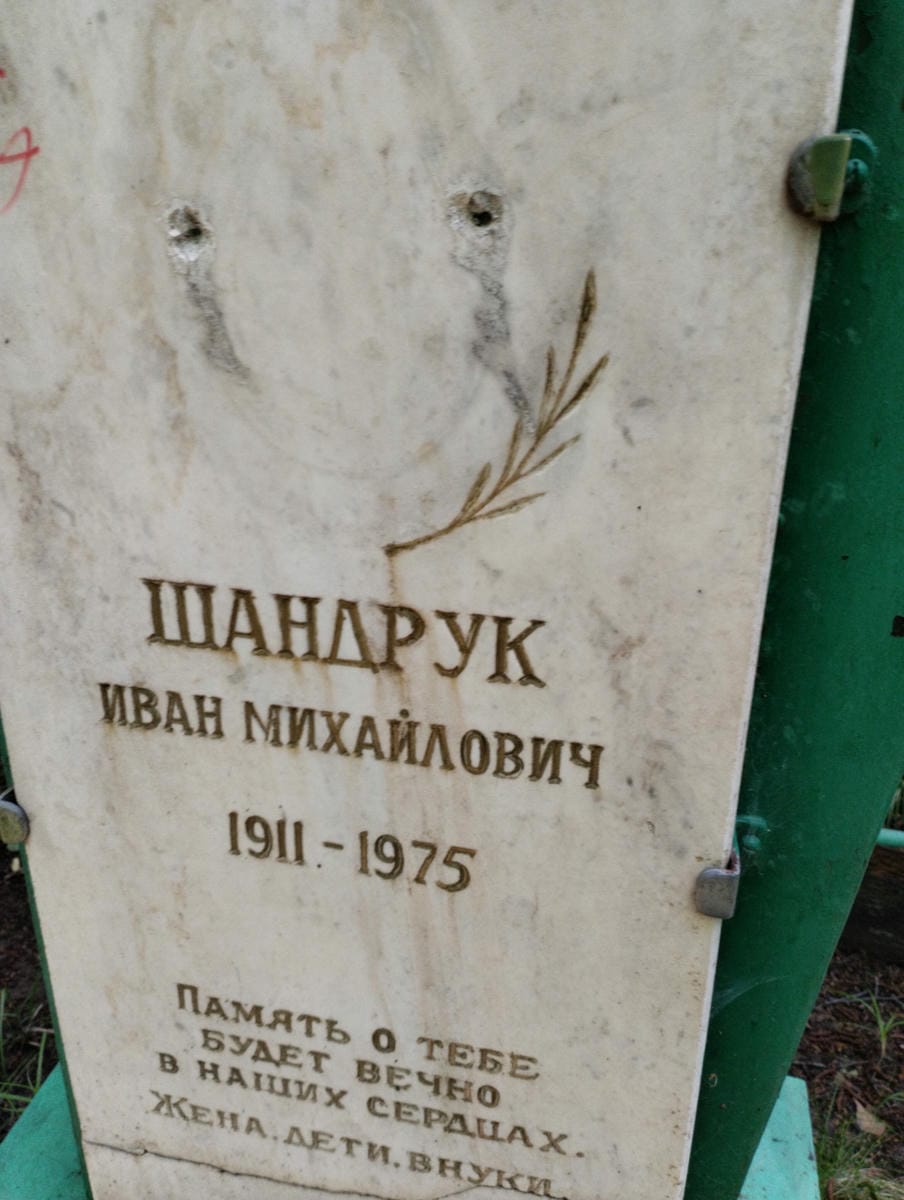 ШАНДРУК
ИВАН МИХАЙЛОВИЧ
1911.-1975
ПАМЯТЬ О ТЕБЕ
БУДЕТ ВЕЧНО
В НАШИХ СЕРДЦАХ.
ЖЕНА.ДЕТИ.ВНУКИ